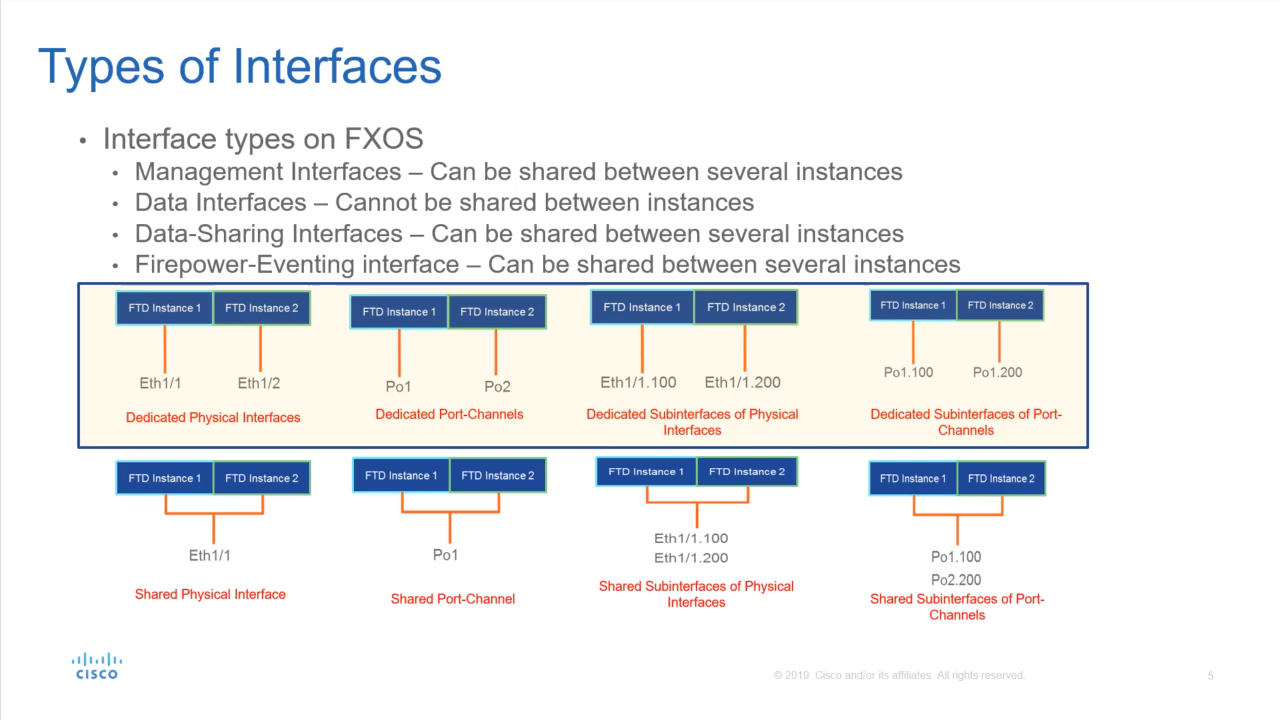 Types of Interfaces
• Interface types on FXOS
• Management Interfaces – Can be shared between several instances
• Data Interfaces – Cannot be shared between instances
• Data-Sharing Interfaces – Can be shared between several instances
• Firepower-Eventing interface – Can be shared between several instances
FTD Instance 1 FTD Instance 2
Eth1/1 Eth1/2
Dedicated Physical Interfaces
FTD Instance 1 FTD Instance 2
Po1 Po2
Dedicated Port-Channels
FTD Instance 1 FTD Instance 2
Eth1/1.100 Eth1/1.200
Dedicated Subinterfaces of Physical
Interfaces
FTD Instance 1 FTD Instance 2
Po1.100 Po1.200
Dedicated Subinterfaces of Port-
Channels
FTD Instance 1 FTD Instance 2
Eth1/1
Shared Physical Interface
FTD Instance 1 FTD Instance 2
Po1
Shared Port-Channel
FTD Instance 1 FTD Instance 2
Eth1/1.100
Eth1/1.200
Shared Subinterfaces of Physical
Interfaces
FTD Instance 1 FTD Instance 2
Po1.100
Po2.200
Shared Subinterfaces of Port-
Channels
CISCO
© 2019 Cisco and/or its affiliates. All rights reserved.
5